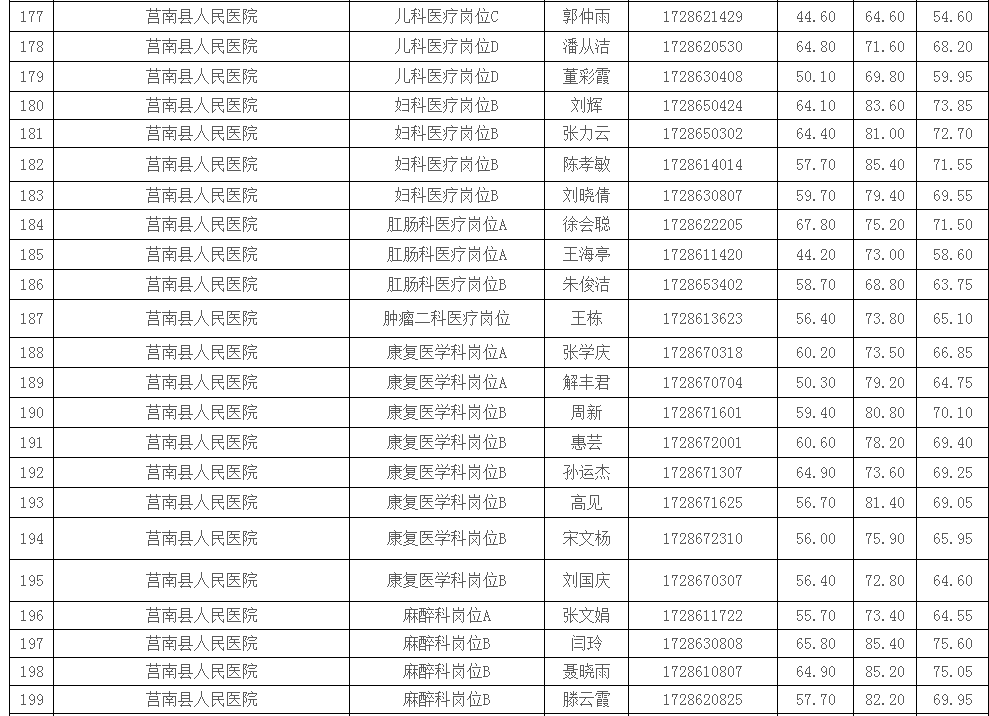 177 莒南县人民医院 儿科医疗岗位C 郭仲雨 1728621429 44.60 64.60 54.60
178 莒南县人民医院 儿科医疗岗位D 潘从洁 1728620530 64.80 71.60 68.20
179 莒南县人民医院 儿科医疗岗位D 董彩霞 1728630408 50.10 69.80 59.95
180 莒南县人民医院 妇科医疗岗位B 刘辉 1728650424 64.10 83.60 73.85
181 莒南县人民医院 妇科医疗岗位B 张力云 1728650302 64.40 81.00 72.70
182 莒南县人民医院 妇科医疗岗位B 陈孝敏 1728614014 57.70 85.40 71.55
183 莒南县人民医院 妇科医疗岗位B 刘晓倩 1728630807 59.70 79.40 69.55
184 莒南县人民医院 肛肠科医疗岗位A 徐会聪 1728622205 67.80 75.20 71.50
185 莒南县人民医院 肛肠科医疗岗位A 王海亭 1728611420 44.20 73.00 58.60
186 莒南县人民医院 肛肠科医疗岗位B 朱俊洁 1728653402 58.70 68.80 63.75
187 莒南县人民医院 肿瘤二科医疗岗位 王栋 1728613623 56.40 73.80 65.10
188 莒南县人民医院 康复医学科岗位A 张学庆 1728670318 60.20 73.50 66.85
189 莒南县人民医院 康复医学科岗位A 解丰君 1728670704 50.30 79.20 64.75
190 莒南县人民医院 康复医学科岗位B 周新 1728671601 59.40 80.80 70.10
191 莒南县人民医院 康复医学科岗位B 惠芸 1728672001 60.60 78.20 69.40
192 莒南县人民医院 康复医学科岗位B 孙运杰 1728671307 64.90 73.60 69.25
193 莒南县人民医院 康复医学科岗位B 高见 1728671625 56.70 81.40 69.05
194 莒南县人民医院 康复医学科岗位B 宋文杨 1728672310 56.00 75.90 65.95
195 莒南县人民医院 康复医学科岗位B 刘国庆 1728670307 56.40 72.80 64.60
196 莒南县人民医院 麻醉科岗位A 张文娟 1728611722 55.70 73.40 64.55
197 莒南县人民医院 麻醉科岗位B 闫玲 1728630808 65.80 85.40 75.60
198 莒南县人民医院 麻醉科岗位B 聂晓雨 1728610807 64.90 85.20 75.05
199 莒南县人民医院 麻醉科岗位B 滕云霞 1728620825 57.70 82.20 69.95